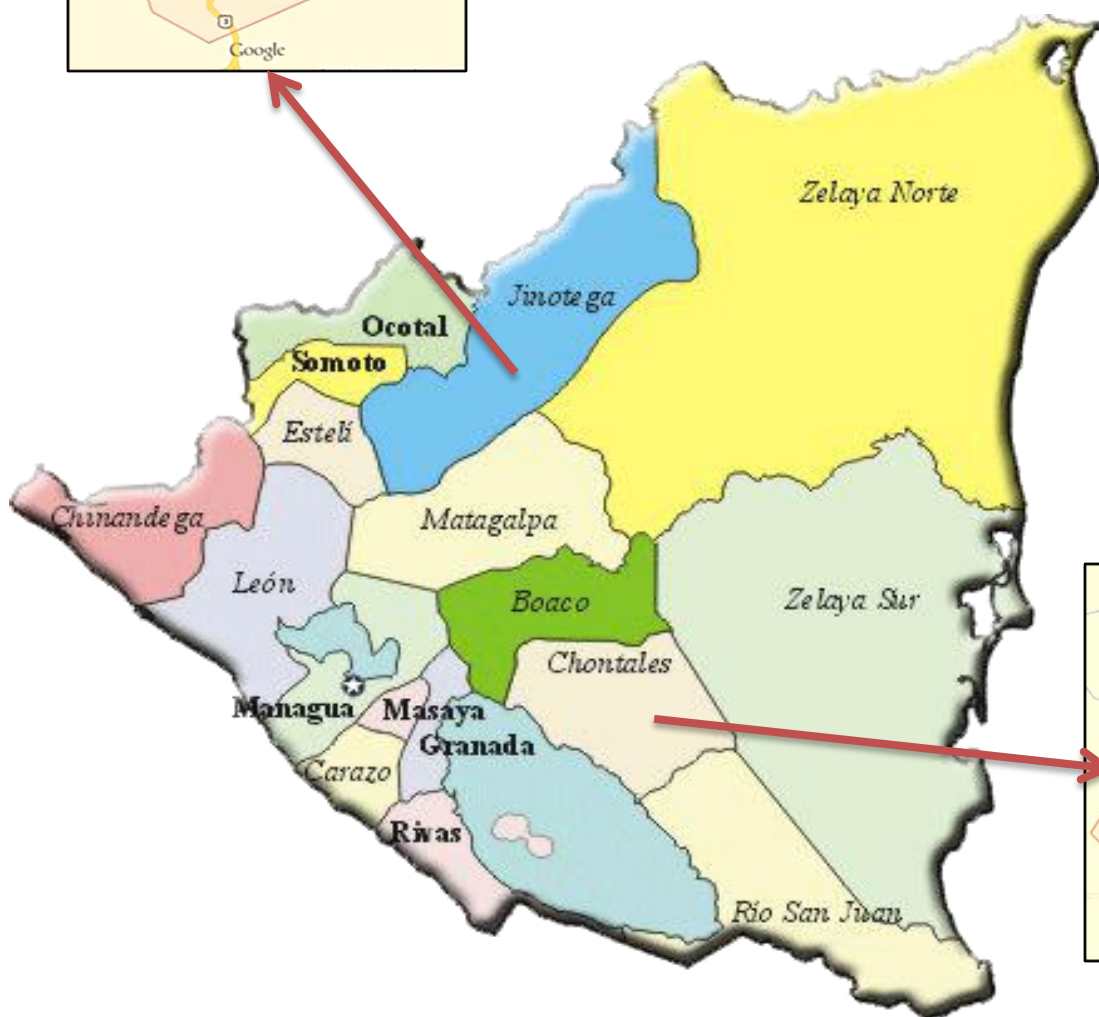 3
Google
Zelaya Norte
Jinotega
Ocotal
Somoto
Estelí
Chinandega
Matagalpa
León
Boaco
Zelaya Sur
Chontales
Managua
Masaya
Granada
Carazo
Rivas
Río San Juan